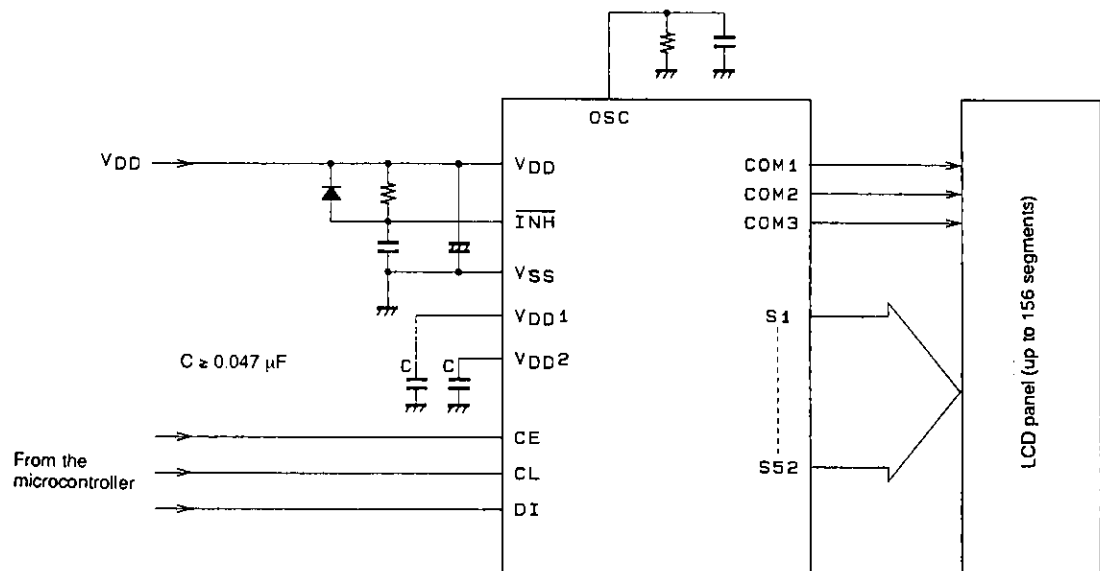 OSC
VDD
VDD
COM1
COM2
INH
COM3
VSS
VDD1
S1
C ≥ 0.047 µF
C
C
VDD2
CE
From the
microcontroller
CL
S52
DI
LCD panel (up to 156 segments)